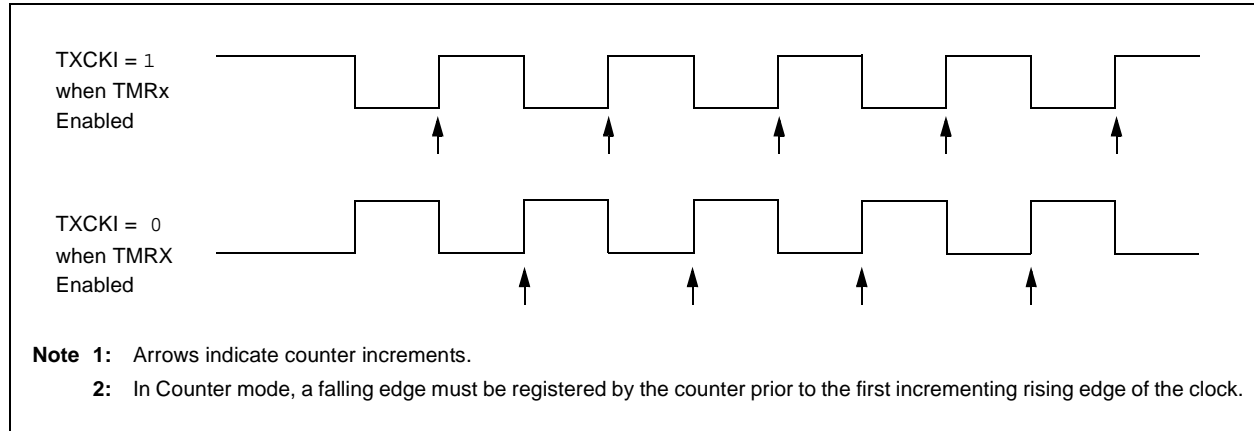 TXCKI = 1
when TMRx
Enabled
TXCKI = 0
when TMRX
Enabled
Note 1: Arrows indicate counter increments.
2: In Counter mode, a falling edge must be registered by the counter prior to the first incrementing rising edge of the clock.